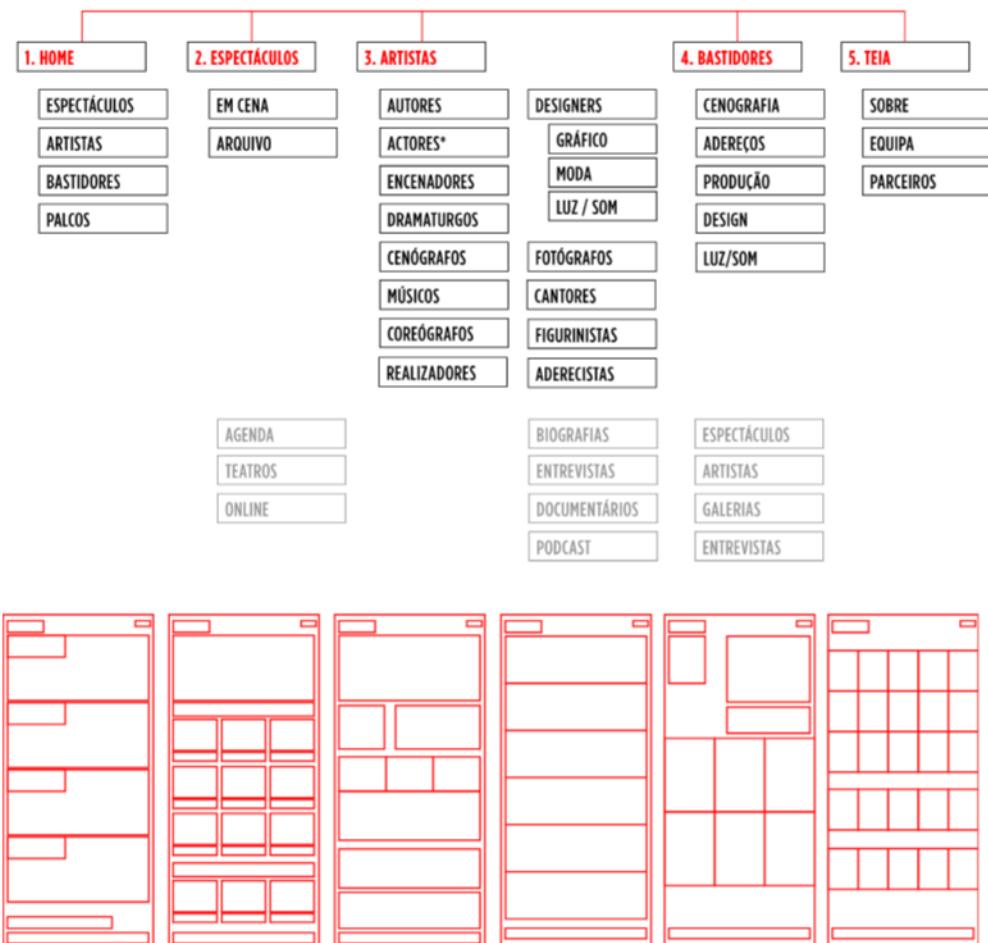 1. HOME
ESPECTÁCULOS
ARTISTAS
BASTIDORES
PALCOS
2. ESPECTÁCULOS
EM CENA
ARQUIVO
AGENDA
TEATROS
ONLINE
3. ARTISTAS
AUTORES
ACTORES*
ENCENADORES
DRAMATURGOS
CENÓGRAFOS
MÚSICOS
COREÓGRAFOS
REALIZADORES
DESIGNERS
GRÁFICO
MODA
LUZ / SOM
FOTÓGRAFOS
CANTORES
FIGURINISTAS
ADERECISTAS
BIOGRAFIAS
ENTREVISTAS
DOCUMENTÁRIOS
PODCAST
4. BASTIDORES
CENOGRAFIA
ADEREÇOS
PRODUÇÃO
DESIGN
LUZ/SOM
ESPECTÁCULOS
ARTISTAS
GALERIAS
ENTREVISTAS
5. TEIA
SOBRE
EQUIPA
PARCEIROS